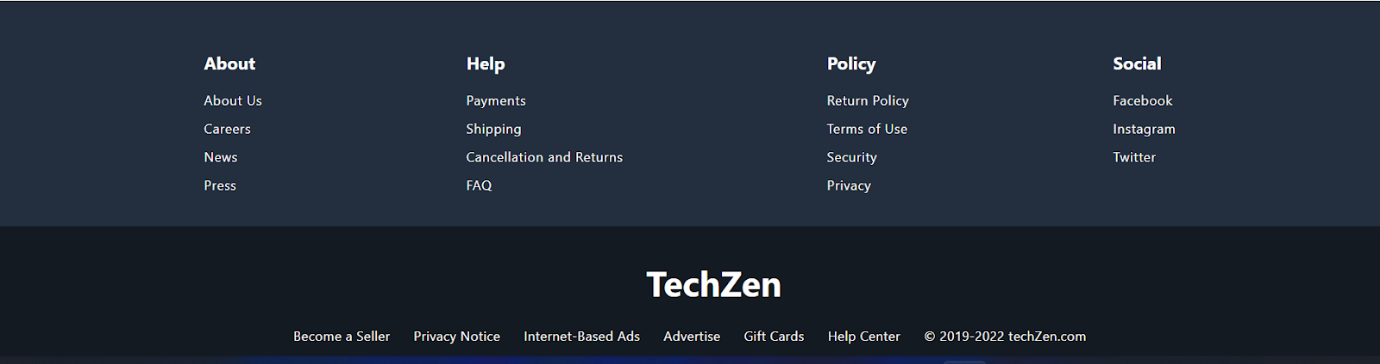 About
About Us
Careers
News
Press
Help
Payments
Shipping
Cancellation and Returns
FAQ
Policy
Return Policy
Terms of Use
Security
Privacy
Social
Facebook
Instagram
Twitter
TechZen
Become a Seller Privacy Notice Internet-Based Ads Advertise Gift Cards Help Center © 2019-2022 techZen.com